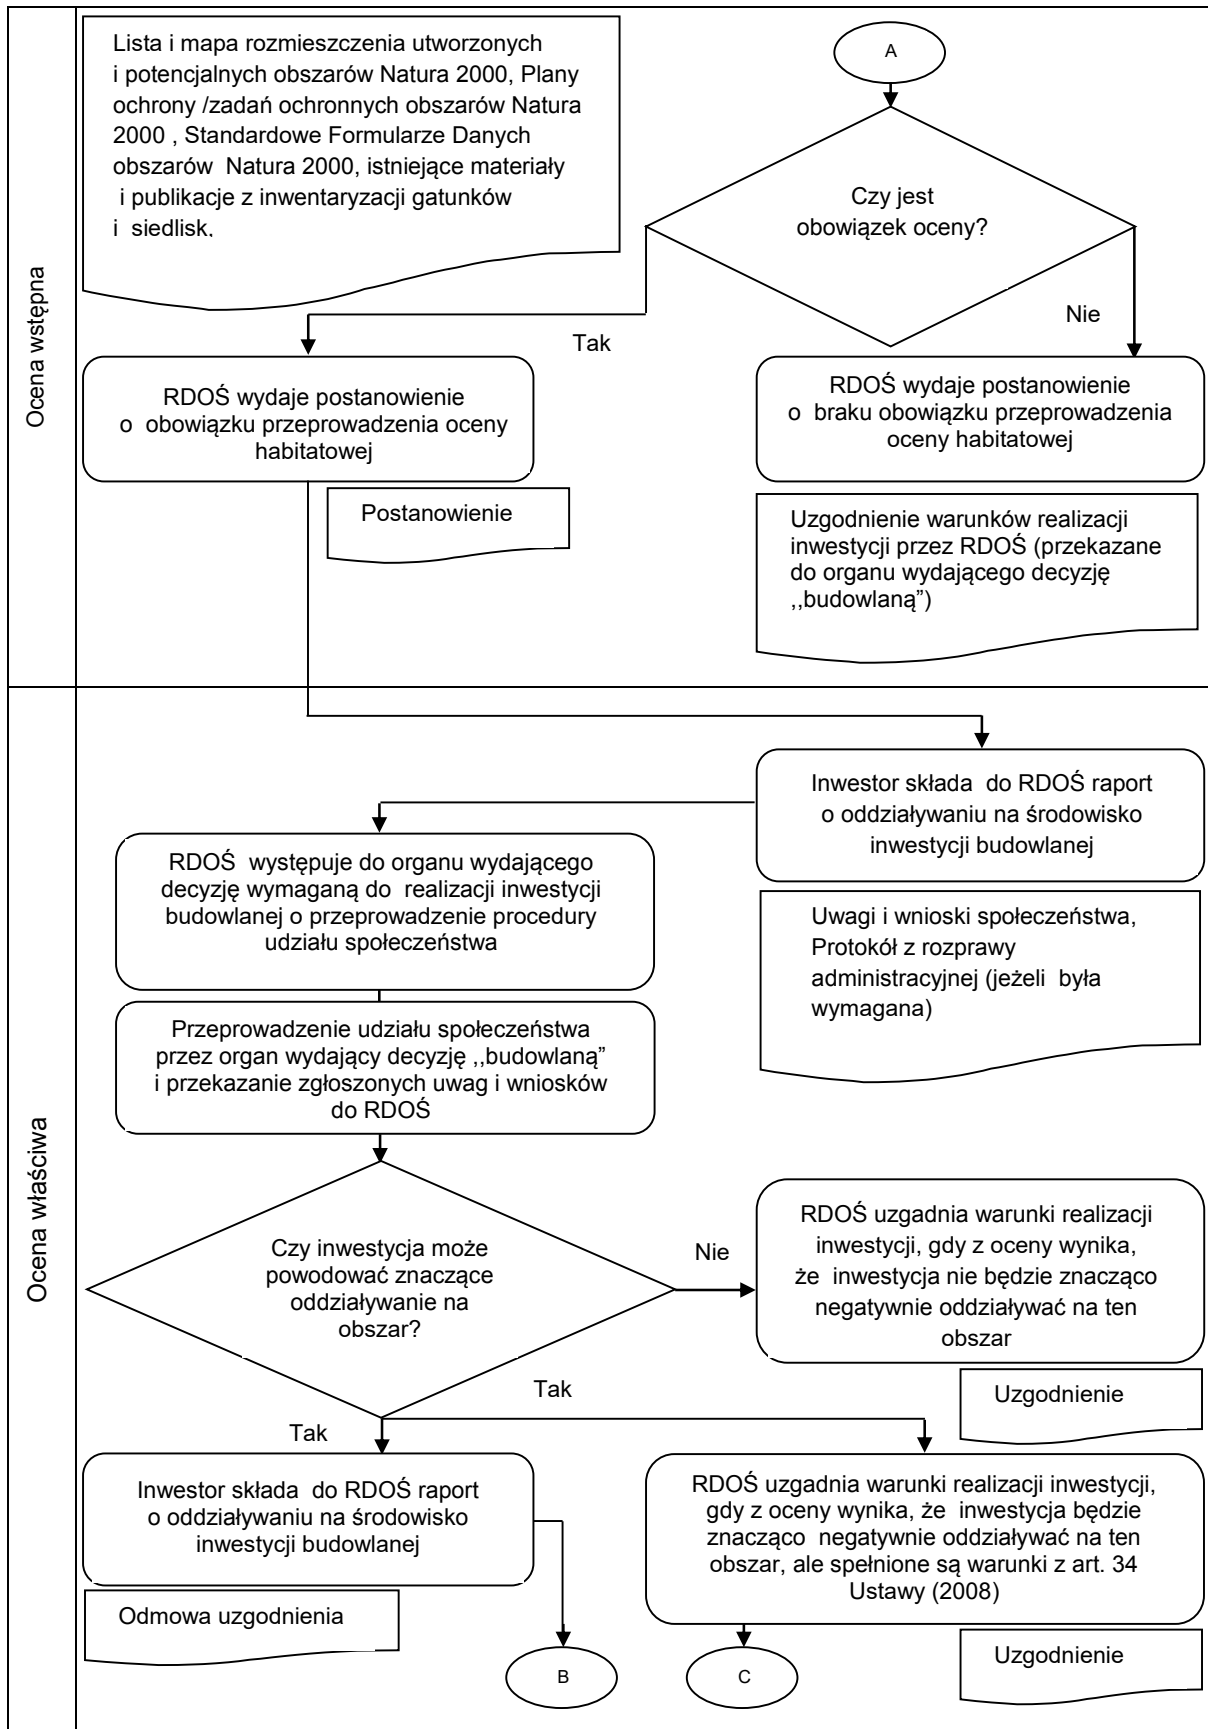 Ocena wstępna
Lista i mapa rozmieszczenia utworzonych
i potencjalnych obszarów Natura 2000, Plany
ochrony /zadań ochronnych obszarów Natura
2000 , Standardowe Formularze Danych
obszarów Natura 2000, istniejące materiały
i publikacje z inwentaryzacji gatunków
i siedlisk.
A
Czy jest
obowiązek oceny?
Tak
Nie
RDOŚ wydaje postanowienie
o obowiązku przeprowadzenia oceny
habitatowej
Postanowienie
RDOŚ wydaje postanowienie
o braku obowiązku przeprowadzenia
oceny habitatowej
Uzgodnienie warunków realizacji
inwestycji przez RDOŚ (przekazane
do organu wydającego decyzję
,,budowlaną”)
Ocena właściwa
Inwestor składa do RDOŚ raport
o oddziaływaniu na środowisko
inwestycji budowlanej
RDOŚ występuje do organu wydającego
decyzję wymaganą do realizacji inwestycji
budowlanej o przeprowadzenie procedury
udziału społeczeństwa
Uwagi i wnioski społeczeństwa,
Protokół z rozprawy
administracyjnej (jeżeli była
wymagana)
Przeprowadzenie udziału społeczeństwa
przez organ wydający decyzję ,,budowlaną”
i przekazanie zgłoszonych uwag i wniosków
do RDOŚ
Czy inwestycja może
powodować znaczące
oddziaływanie na
obszar?
Nie
RDOŚ uzgadnia warunki realizacji
inwestycji, gdy z oceny wynika,
że inwestycja nie będzie znacząco
negatywnie oddziaływać na ten
obszar
Uzgodnienie
Tak
Tak
Inwestor składa do RDOŚ raport
o oddziaływaniu na środowisko
inwestycji budowlanej
Odmowa uzgodnienia
RDOŚ uzgadnia warunki realizacji inwestycji,
gdy z oceny wynika, że inwestycja będzie
znacząco negatywnie oddziaływać na ten
obszar, ale spełnione są warunki z art. 34
Ustawy (2008)
Uzgodnienie
B
C